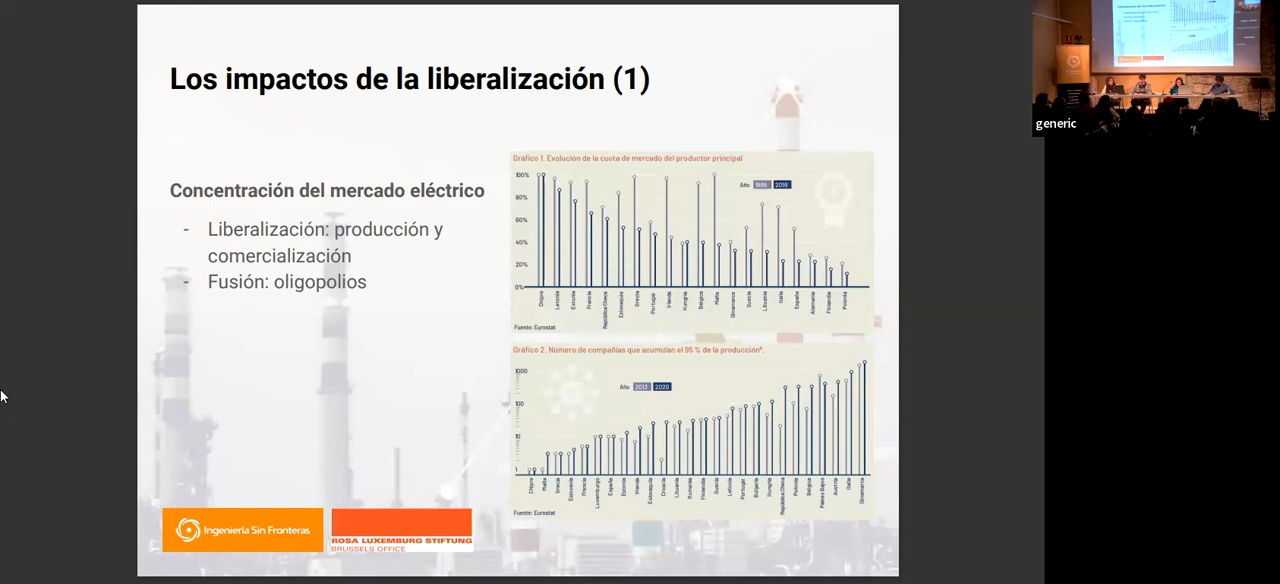 Los impactos de la liberalización (1)
Concentración del mercado eléctrico
- Liberalización: producción y
comercialización
- Fusión: oligopolios
Gráfico 1. Evolución de la cuota de mercado del productor principal
Año 1999 2019
100%
80%
60%
40%
20%
0%
Chipre
Letonia
Estonia
Francia
República Checa
Eslovaquia
Grecia
Portugal
Irlanda
Hungría
Bélgica
Malta
Dinamarca
Suecia
Lituania
Italia
España
Alemania
Finlandia
Polonia
Fuente: Eurostat
Gráfico 2. Número de compañías que acumulan el 95% de la producción⁶.
Año 2013 2020
1000
100
10
1
Chipre
Malta
Grecia
Eslovenia
Francia
Luxemburgo
España
Estonia
Irlanda
Eslovaquia
Croacia
Lituania
Rumanía
Finlandia
Suecia
Letonia
Portugal
Bulgaria
Hungría
República Checa
Polonia
Bélgica
Países Bajos
Austria
Italia
Dinamarca
Fuente: Eurostat
Ingeniería Sin Fronteras
ROSA LUXEMBURG STIFTUNG
BRUSSELS OFFICE
generic